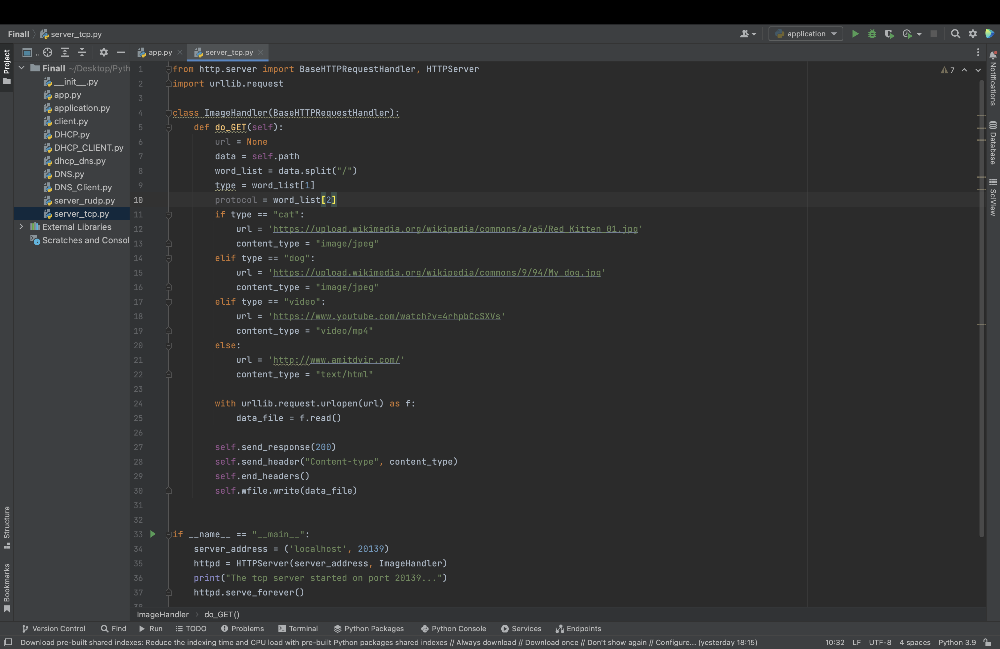 Finall
server_tcp.py
application
Project
..
app.py
server_tcp.py
Finall ~/Desktop/Pyth
__init__.py
app.py
application.py
client.py
DHCP.py
DHCP_CLIENT.py
dhcp_dns.py
DNS.py
DNS_Client.py
server_rudp.py
server_tcp.py
External Libraries
Scratches and Consol
Structure
Bookmarks
1 from http.server import BaseHTTPRequestHandler, HTTPServer
2 import urllib.request
3
4 class ImageHandler(BaseHTTPRequestHandler):
5     def do_GET(self):
6         url = None
7         data = self.path
8         word_list = data.split("/")
9         type = word_list[1]
10         protocol = word_list[2]
11         if type == "cat":
12             url = 'https://upload.wikimedia.org/wikipedia/commons/a/a5/Red_Kitten_01.jpg'
13             content_type = "image/jpeg"
14         elif type == "dog":
15             url = 'https://upload.wikimedia.org/wikipedia/commons/9/94/My_dog.jpg'
16             content_type = "image/jpeg"
17         elif type == "video":
18             url = 'https://www.youtube.com/watch?v=4rhpbCcSXVs'
19             content_type = "video/mp4"
20         else:
21             url = 'http://www.amitdvir.com/'
22             content_type = "text/html"
23
24         with urllib.request.urlopen(url) as f:
25             data_file = f.read()
26
27         self.send_response(200)
28         self.send_header("Content-type", content_type)
29         self.end_headers()
30         self.wfile.write(data_file)
31
32
33 if __name__ == "__main__":
34     server_address = ('localhost', 20139)
35     httpd = HTTPServer(server_address, ImageHandler)
36     print("The tcp server started on port 20139...")
37     httpd.serve_forever()
38
7
Notifications
Database
SciView
ImageHandler
do_GET()
Version Control
Find
Run
TODO
Problems
Terminal
Python Packages
Python Console
Services
Endpoints
Download pre-built shared indexes: Reduce the indexing time and CPU load with pre-built Python packages shared indexes // Always download // Download once // Don't show again // Configure... (yesterday 18:15)
10:32 LF UTF-8 4 spaces Python 3.9